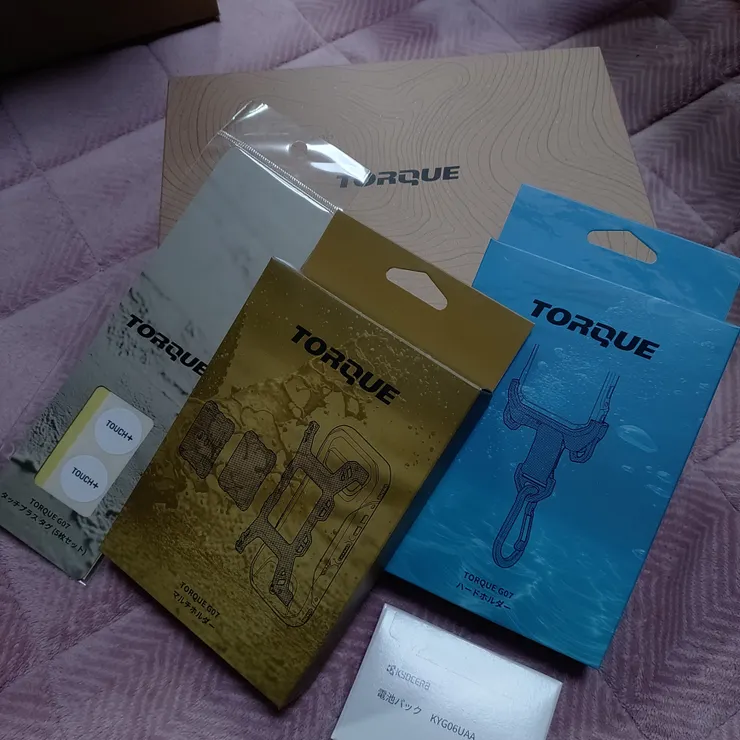 TORQUE
TORQUE
TOUCH+
TOUCH+
TORQUE G07
タッチプラスタグ(5枚セット)
TORQUE
TORQUE G07
マルチホルダー
TORQUE
TORQUE G07
ハードホルダー
KYOCERA
電池パック KYG06UAA